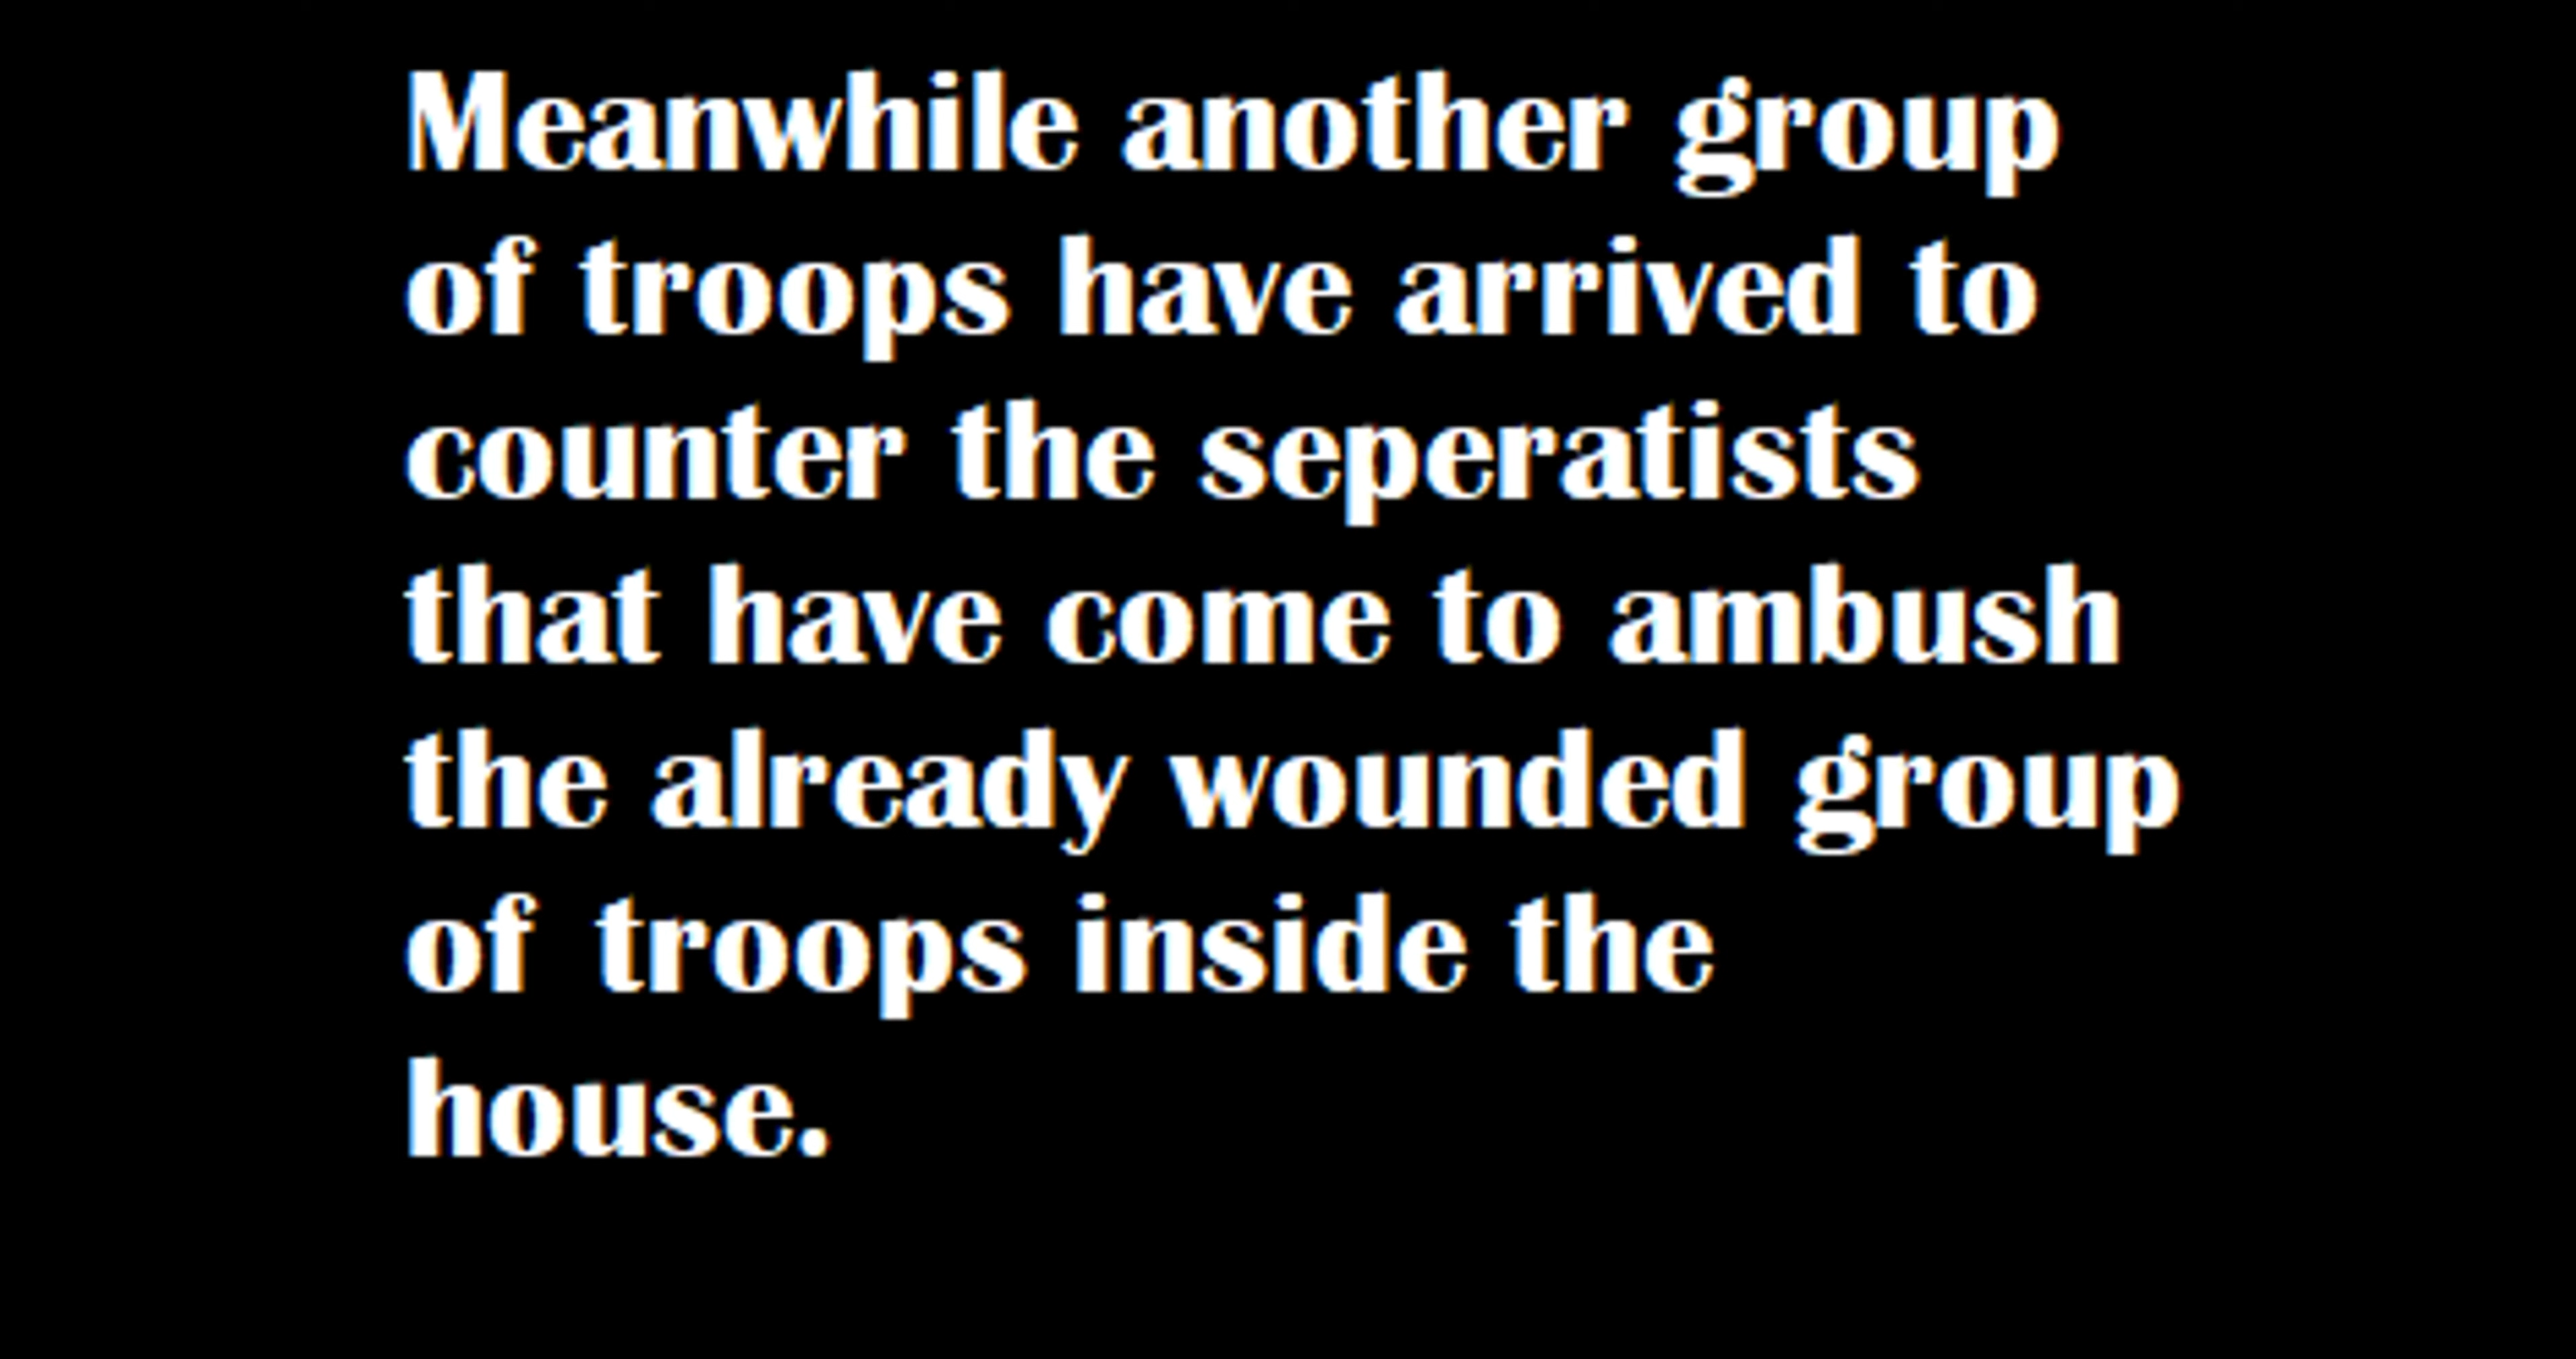 Meanwhile another group
of troops have arrived to
counter the seperatists
that have come to ambush
the already wounded group
of troops inside the
house.